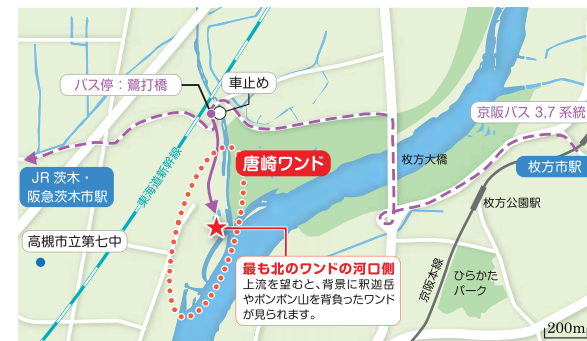 バス停：鷺打橋
車止め
京阪バス 3,7 系統
東海道新幹線
唐崎ワンド
枚方大橋
枚方市駅
JR 茨木・
阪急茨木市駅
枚方公園駅
高槻市立第七中
最も北のワンドの河口側
上流を望むと、背景に釈迦岳
やポンポン山を背負ったワンド
が見られます。
京阪本線
ひらかた
パーク
200m